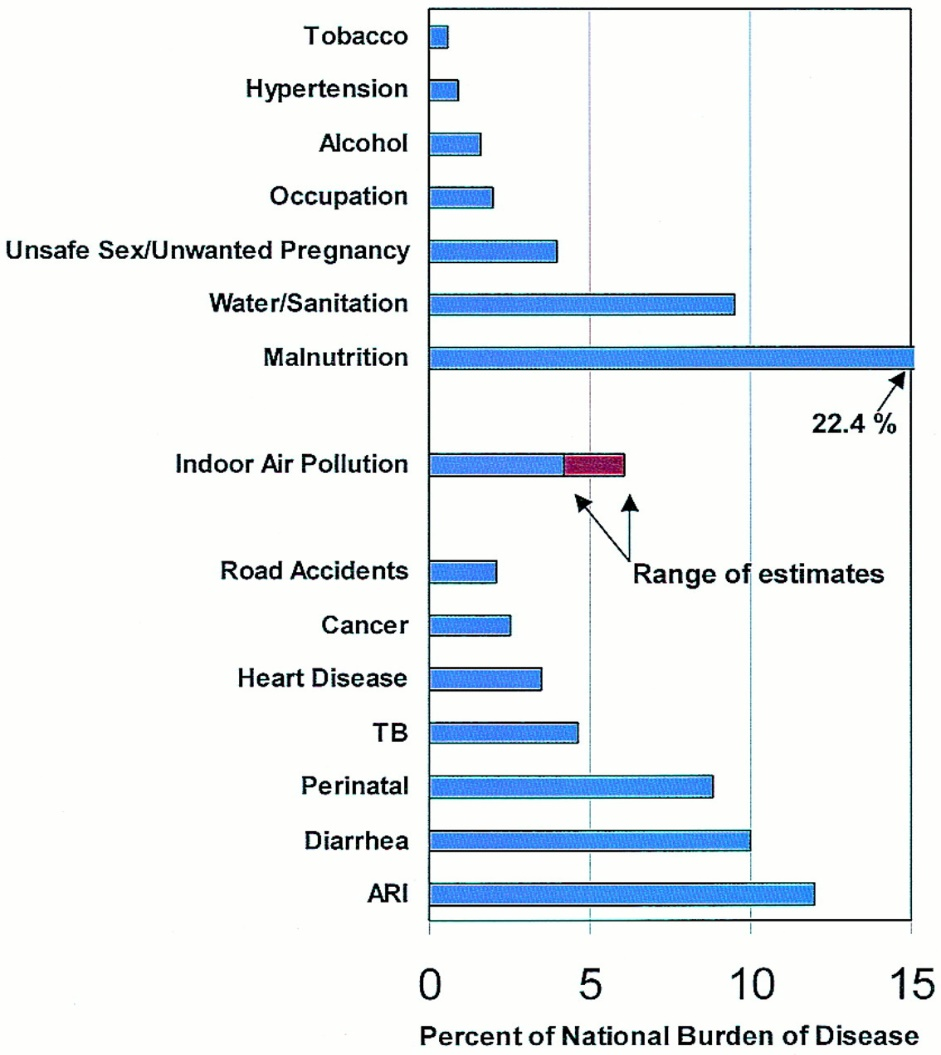 Tobacco
Hypertension
Alcohol
Occupation
Unsafe Sex/Unwanted Pregnancy
Water/Sanitation
Malnutrition
22.4 %
Indoor Air Pollution
Road Accidents
Range of estimates
Cancer
Heart Disease
TB
Perinatal
Diarrhea
ARI
0 5 10 15
Percent of National Burden of Disease